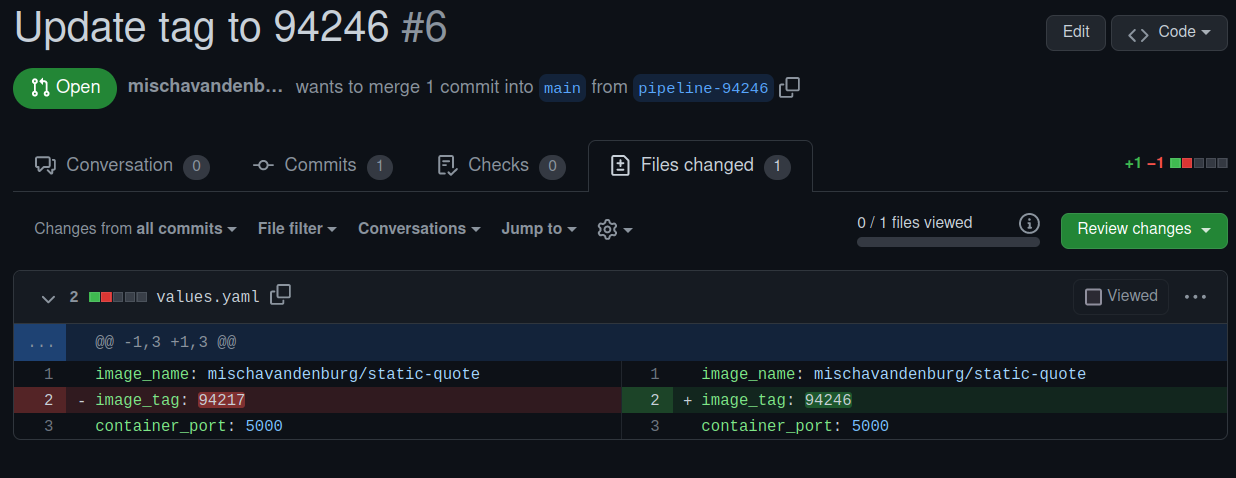 Update tag to 94246 #6
Edit
Code
Open mischavandenb... wants to merge 1 commit into main from pipeline-94246
Conversation 0 Commits 1 Checks 0 Files changed 1 +1 −1
Changes from all commits File filter Conversations Jump to 0 / 1 files viewed Review changes
2 values.yaml Viewed
... @@ -1,3 +1,3 @@
1 image_name: mischavandenburg/static-quote 1 image_name: mischavandenburg/static-quote
2 - image_tag: 94217 2 + image_tag: 94246
3 container_port: 5000 3 container_port: 5000